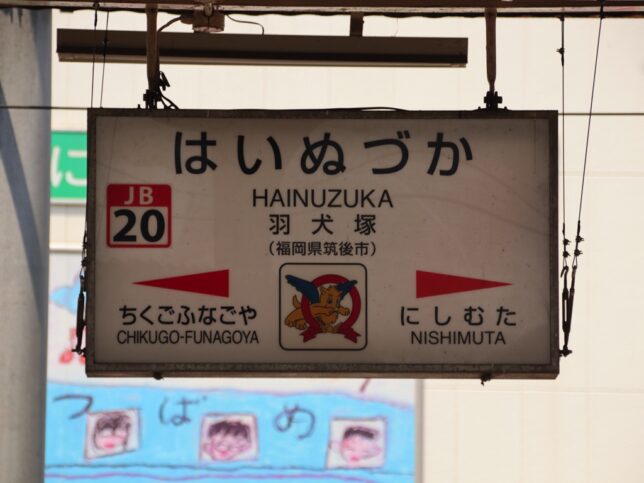 はいぬづか
JB
20
HAINUZUKA
羽犬塚
(福岡県筑後市)
ちくごふなごや
CHIKUGO-FUNAGOYA
にしむた
NISHIMUTA
に
つばめ